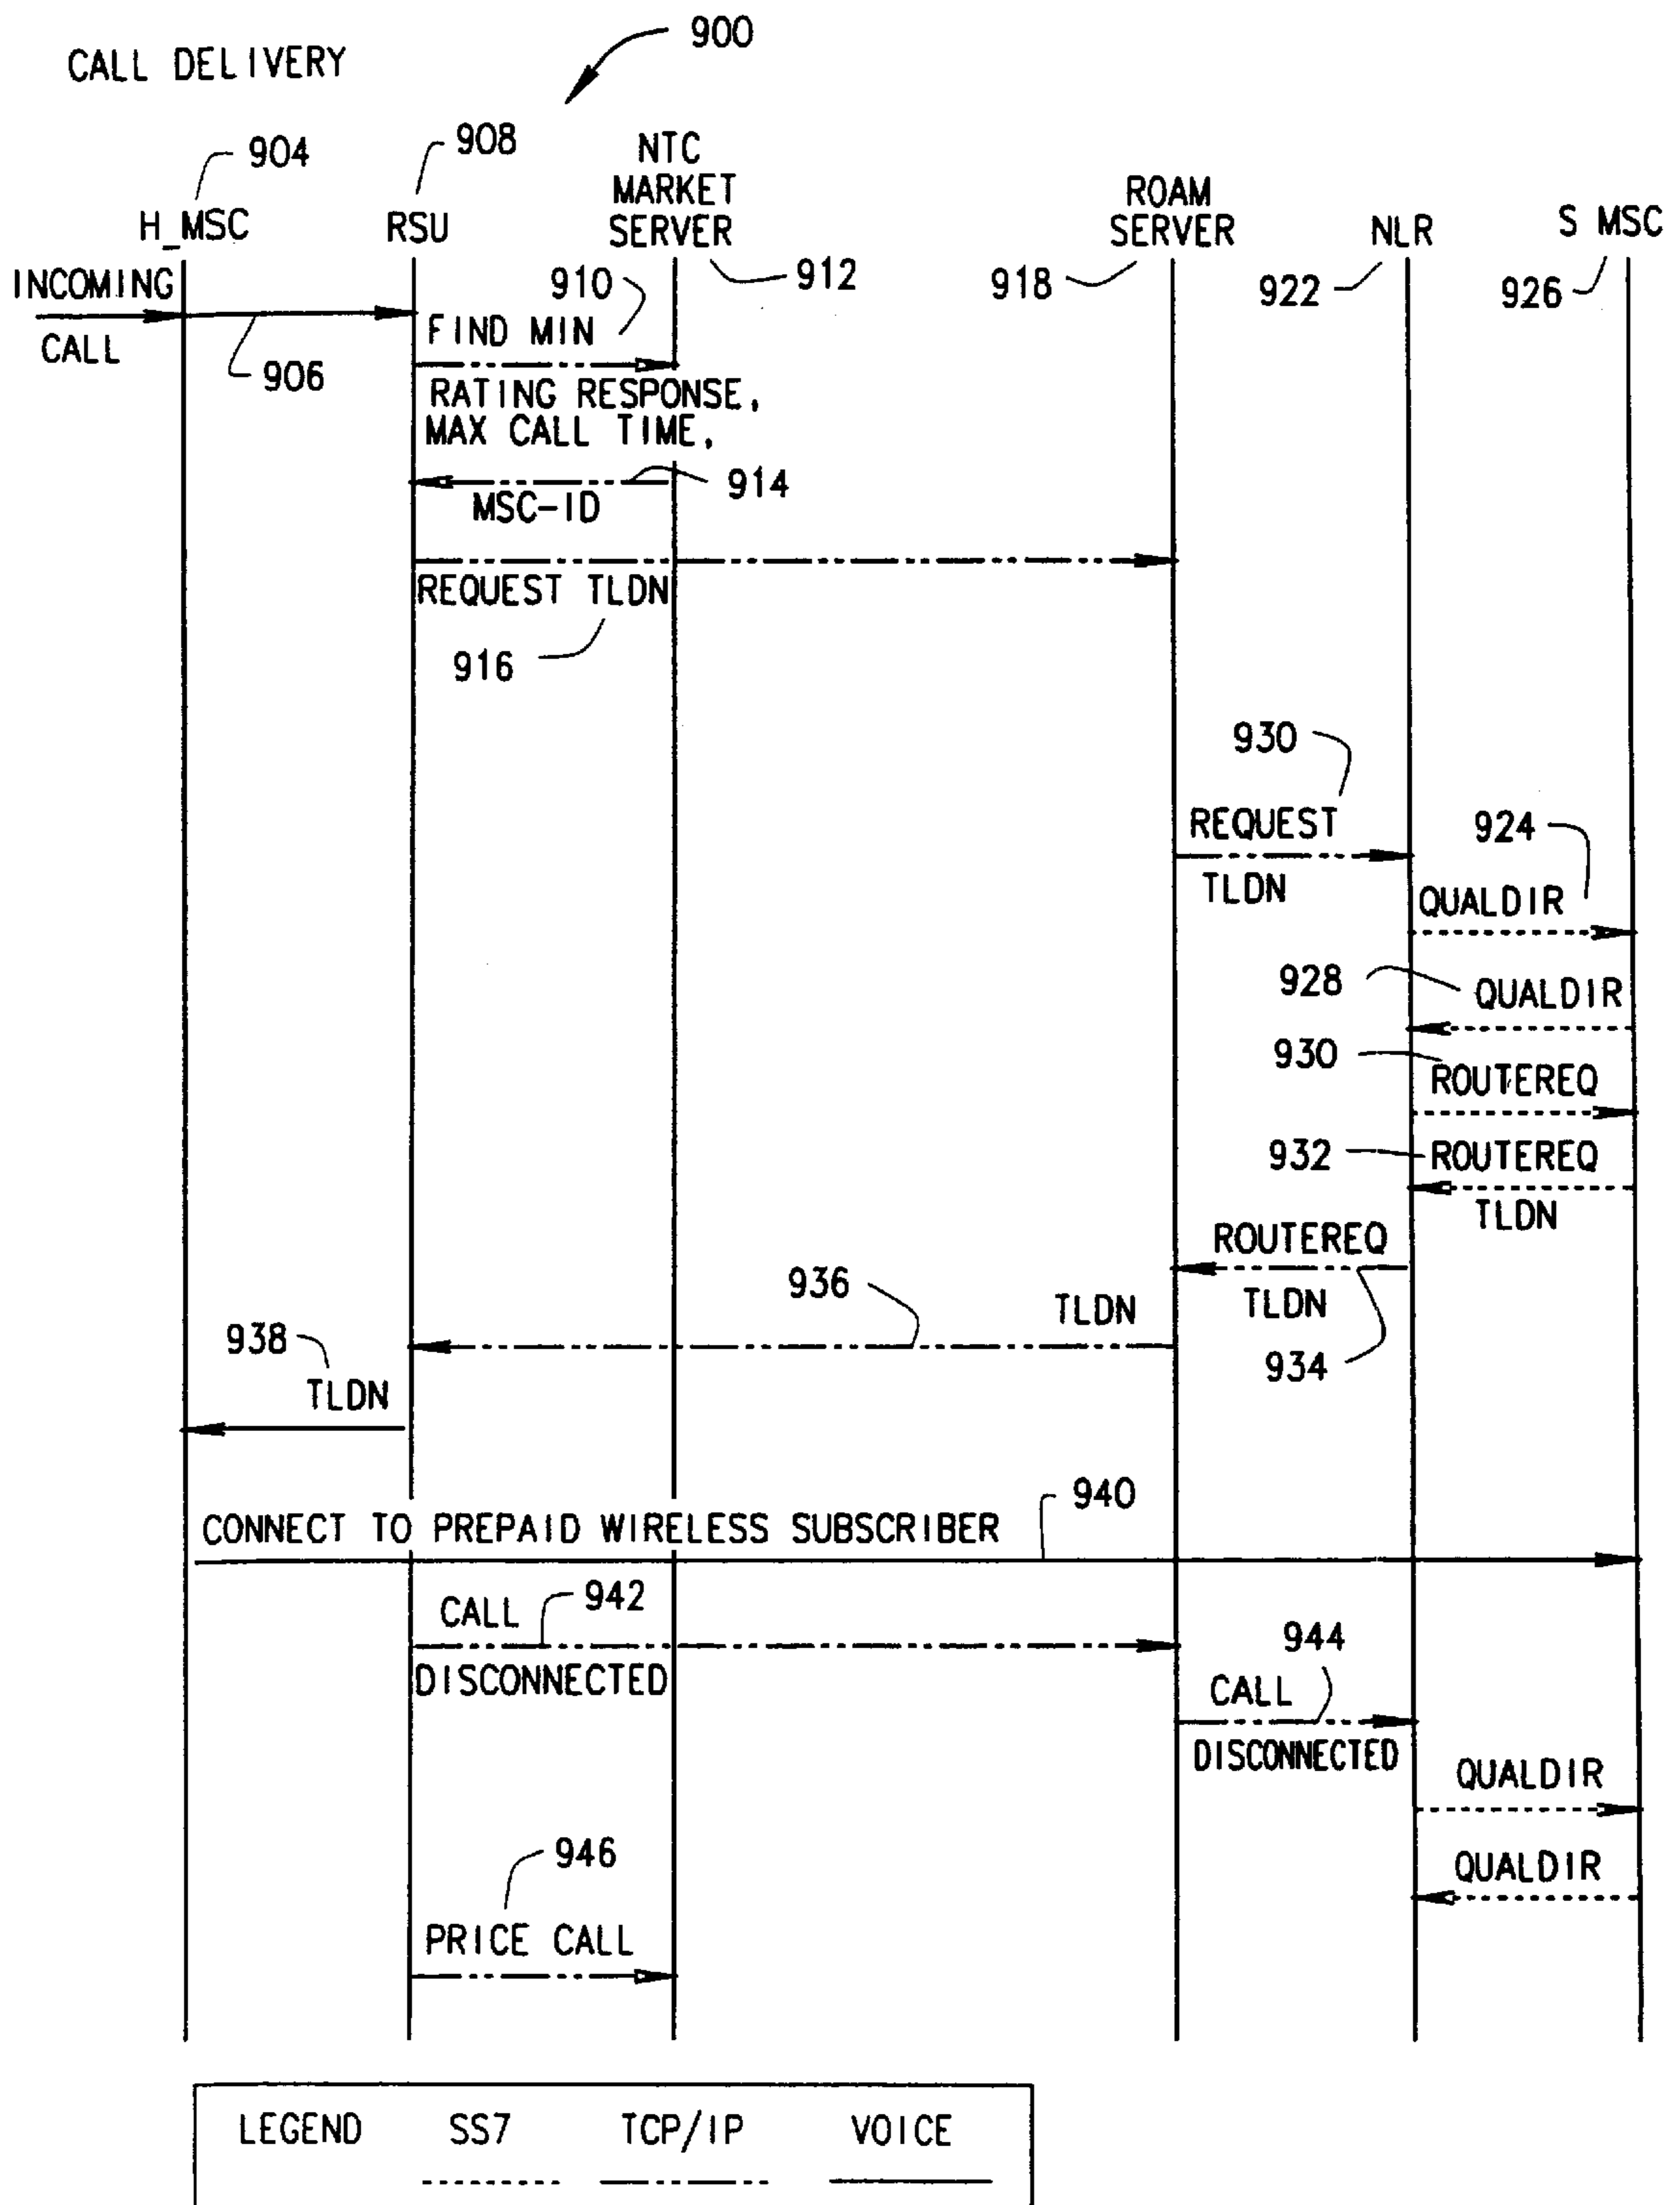 900
CALL DELIVERY
904
908
NTC
MARKET
SERVER
H_MSC
RSU
ROAM
SERVER
NLR
S MSC
912
918
922
926
INCOMING
CALL
906
910
FIND MIN
RATING RESPONSE,
MAX CALL TIME,
914
MSC-ID
REQUEST TLDN
916
930
REQUEST
TLDN
924
QUALDIR
928
QUALDIR
930
ROUTEREQ
932
ROUTEREQ
TLDN
ROUTEREQ
TLDN
934
936
TLDN
938
TLDN
940
CONNECT TO PREPAID WIRELESS SUBSCRIBER
942
CALL
DISCONNECTED
944
CALL
DISCONNECTED
QUALDIR
QUALDIR
946
PRICE CALL
LEGEND SS7 TCP/IP VOICE